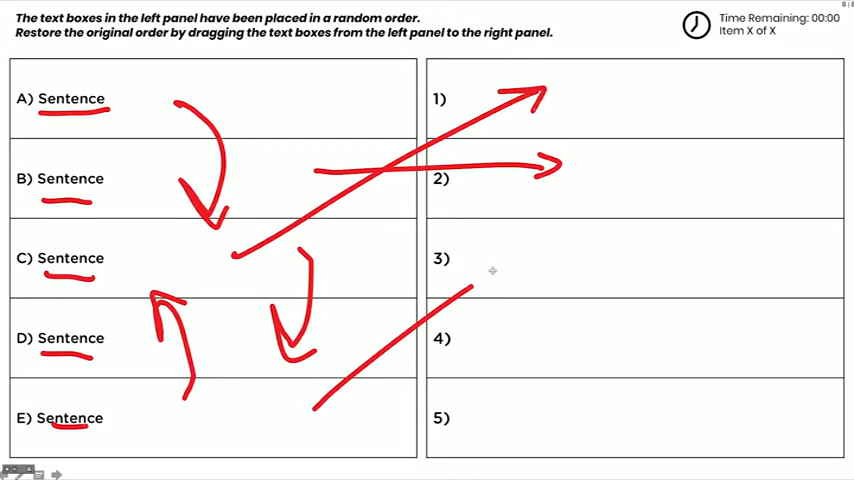 The text boxes in the left panel have been placed in a random order.
Restore the original order by dragging the text boxes from the left panel to the right panel.
Time Remaining: 00:00
Item X of X
A) Sentence
B) Sentence
C) Sentence
D) Sentence
E) Sentence
1)
2)
3)
4)
5)